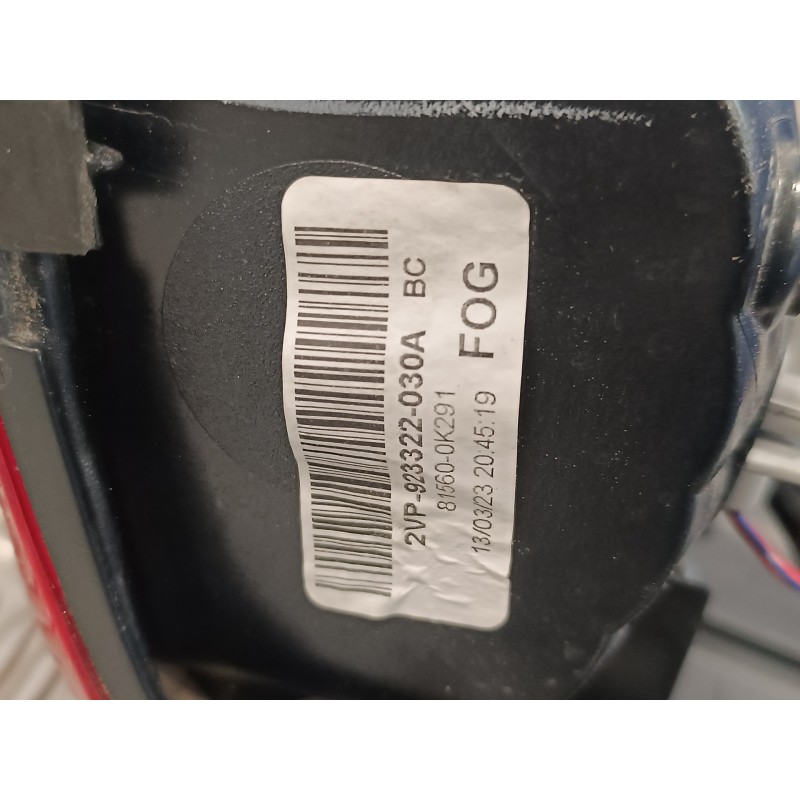 2VP-923322-030A BC
81560-0K291
13/03/23 20:45:19 FOG